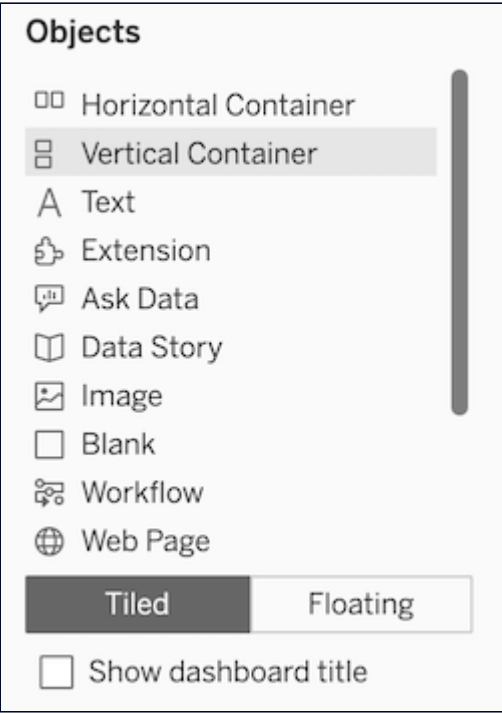 Objects
Horizontal Container
Vertical Container
Text
Extension
Ask Data
Data Story
Image
Blank
Workflow
Web Page
Tiled Floating
Show dashboard title